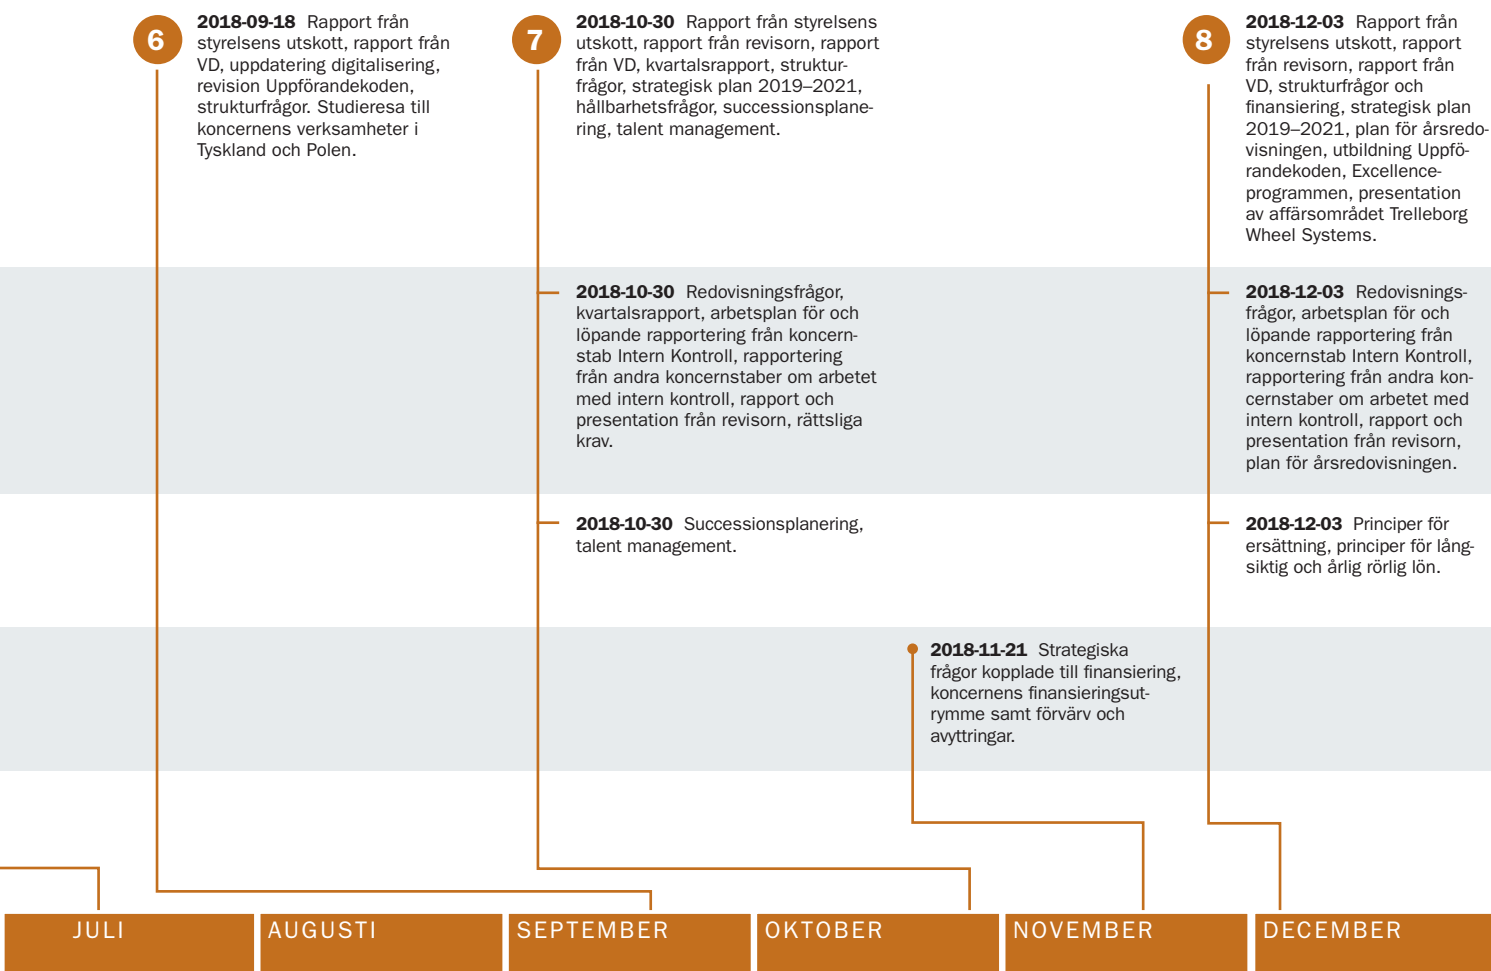 6
2018-09-18 Rapport från
styrelsens utskott, rapport från
VD, uppdatering digitalisering,
revision Uppförandekoden,
strukturfrågor. Studieresa till
koncernens verksamheter i
Tyskland och Polen.
7
2018-10-30 Rapport från styrelsens
utskott, rapport från revisorn, rapport
från VD, kvartalsrapport, struktur-
frågor, strategisk plan 2019–2021,
hållbarhetsfrågor, successionsplane-
ring, talent management.
8
2018-12-03 Rapport från
styrelsens utskott, rapport
från revisorn, rapport från
VD, strukturfrågor och
finansiering, strategisk plan
2019–2021, plan för årsredo-
visningen, utbildning Uppfö-
randekoden, Excellence-
programmen, presentation
av affärsområdet Trelleborg
Wheel Systems.
2018-10-30 Redovisningsfrågor,
kvartalsrapport, arbetsplan för och
löpande rapportering från koncern-
stab Intern Kontroll, rapportering
från andra koncernstaber om arbetet
med intern kontroll, rapport och
presentation från revisorn, rättsliga
krav.
2018-12-03 Redovisnings-
frågor, arbetsplan för och
löpande rapportering från
koncernstab Intern Kontroll,
rapportering från andra kon-
cernstaber om arbetet med
intern kontroll, rapport och
presentation från revisorn,
plan för årsredovisningen.
2018-10-30 Successionsplanering,
talent management.
2018-12-03 Principer för
ersättning, principer för lång-
siktig och årlig rörlig lön.
2018-11-21 Strategiska
frågor kopplade till finansiering,
koncernens finansieringsut-
rymme samt förvärv och
avyttringar.
JULI
AUGUSTI
SEPTEMBER
OKTOBER
NOVEMBER
DECEMBER